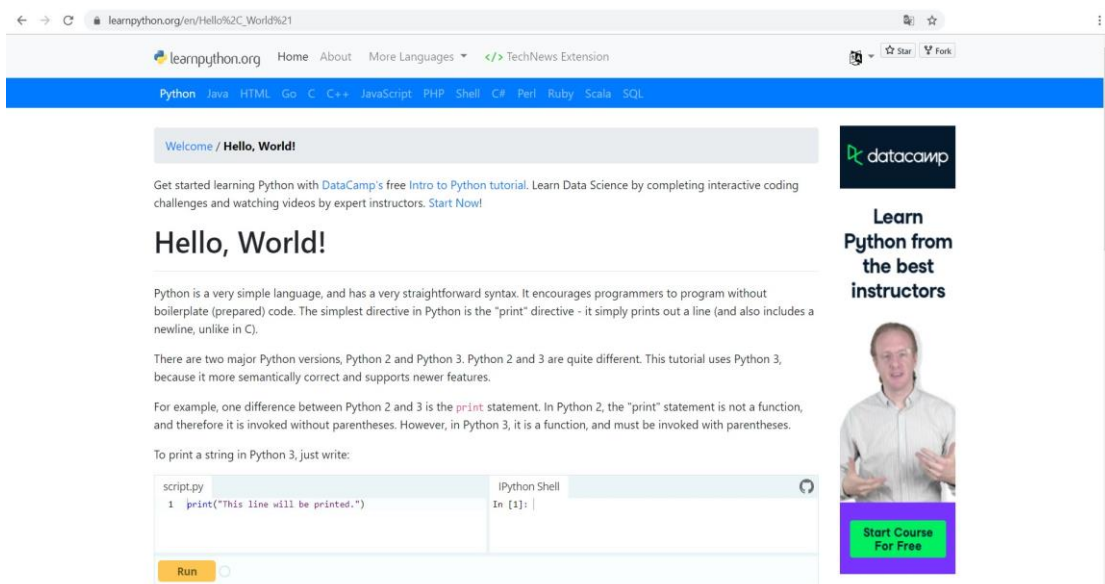 learnpython.org/en/Hello%2C_World%21
learnpython.org Home About More Languages </> TechNews Extension Star Fork
Python Java HTML Go C C++ JavaScript PHP Shell C# Perl Ruby Scala SQL
Welcome / Hello, World!
Get started learning Python with DataCamp's free Intro to Python tutorial. Learn Data Science by completing interactive coding
challenges and watching videos by expert instructors. Start Now!
Hello, World!
Python is a very simple language, and has a very straightforward syntax. It encourages programmers to program without
boilerplate (prepared) code. The simplest directive in Python is the "print" directive - it simply prints out a line (and also includes a
newline, unlike in C).
There are two major Python versions, Python 2 and Python 3. Python 2 and 3 are quite different. This tutorial uses Python 3,
because it more semantically correct and supports newer features.
For example, one difference between Python 2 and 3 is the print statement. In Python 2, the "print" statement is not a function,
and therefore it is invoked without parentheses. However, in Python 3, it is a function, and must be invoked with parentheses.
To print a string in Python 3, just write:
script.py IPython Shell
1 print("This line will be printed.") In [1]:
Run
datacamp
Learn
Python from
the best
instructors
Start Course
For Free